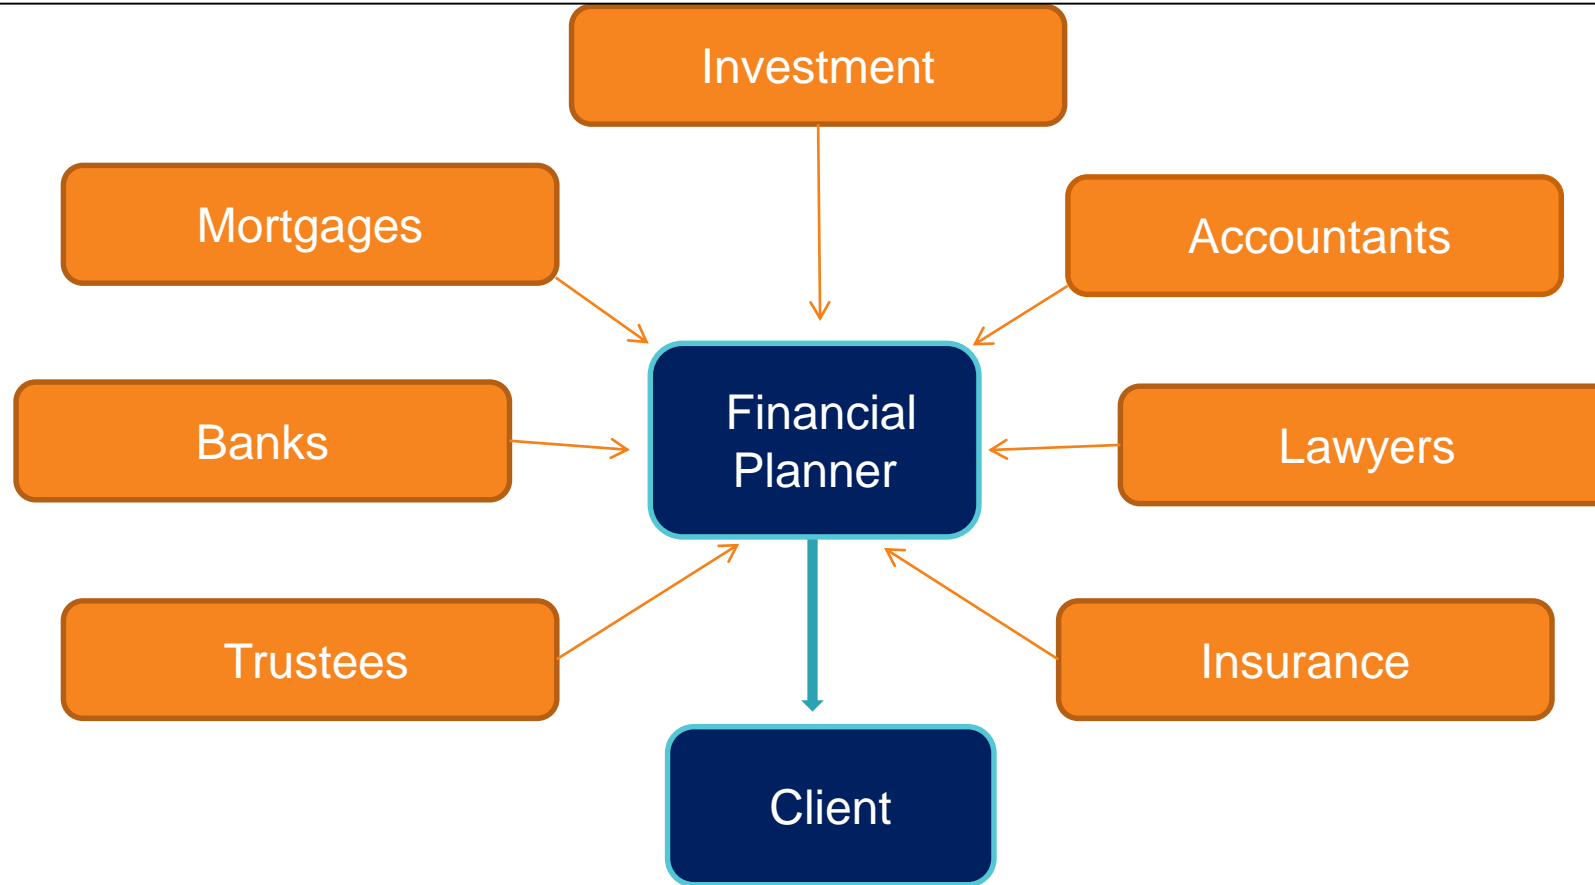 Investment
Mortgages
Accountants
Financial
Planner
Banks
Lawyers
Trustees
Insurance
Client